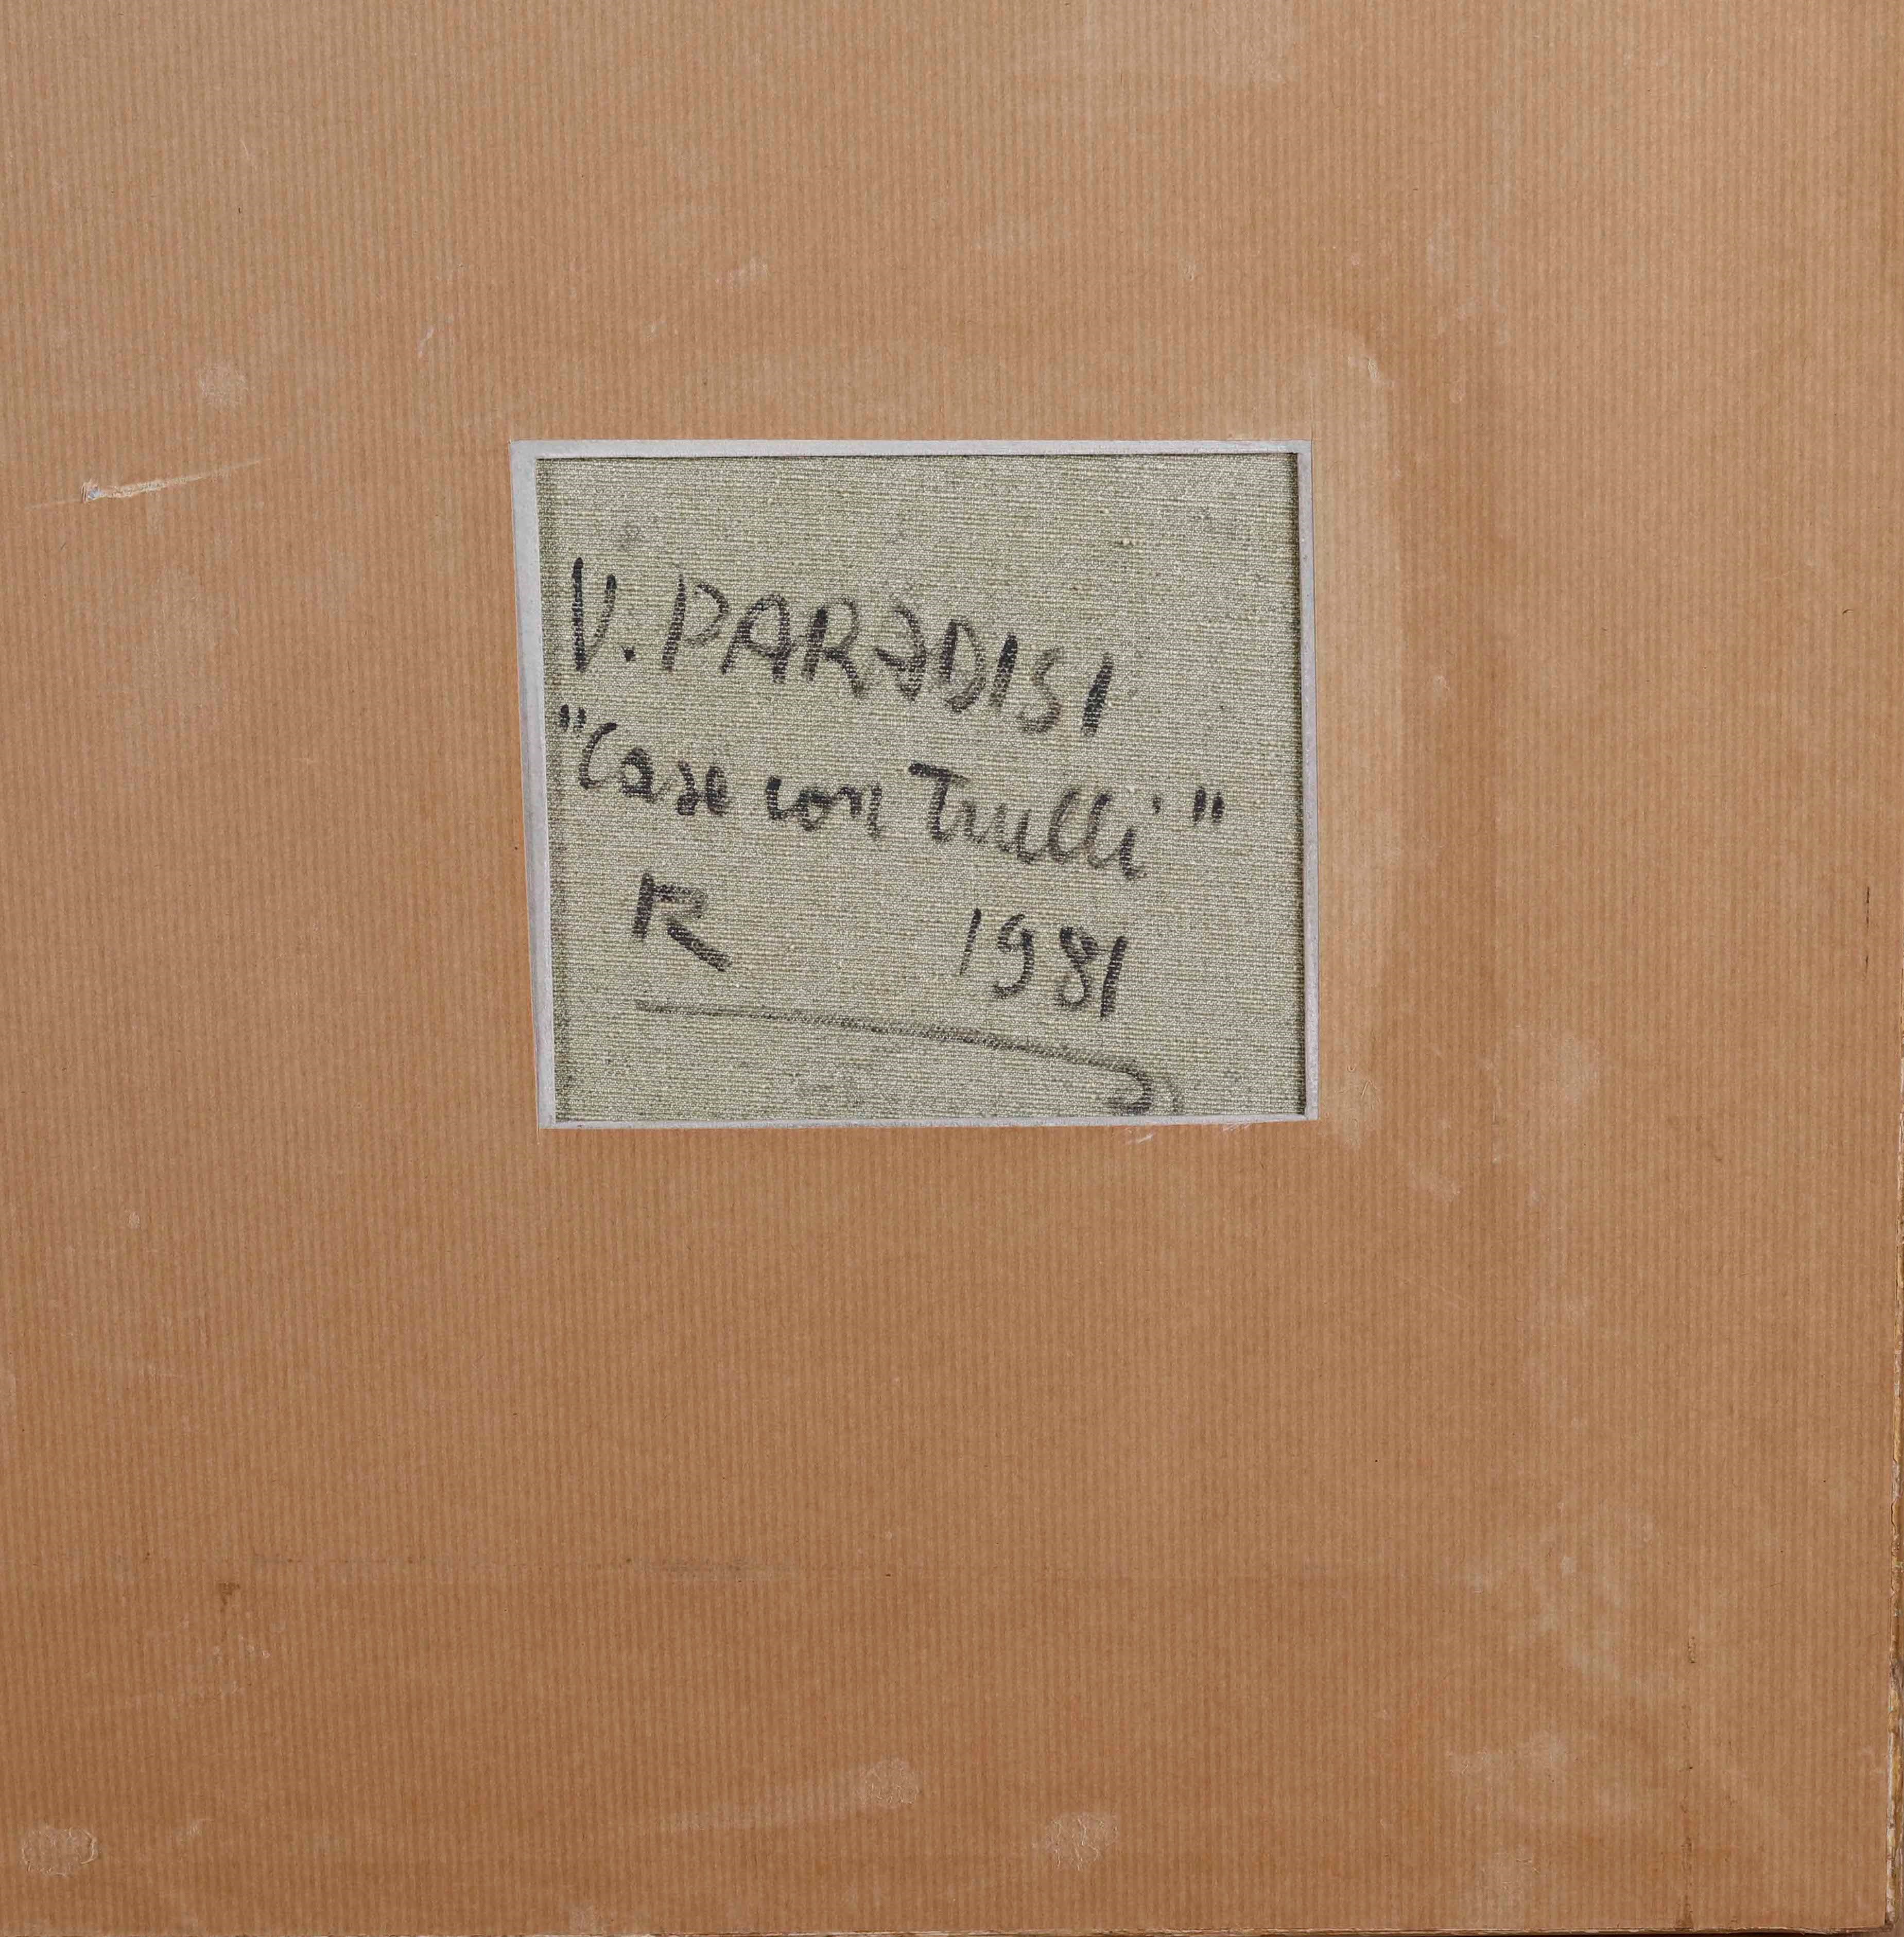 V. PARADISI
"Case con Trulli"
R 1981